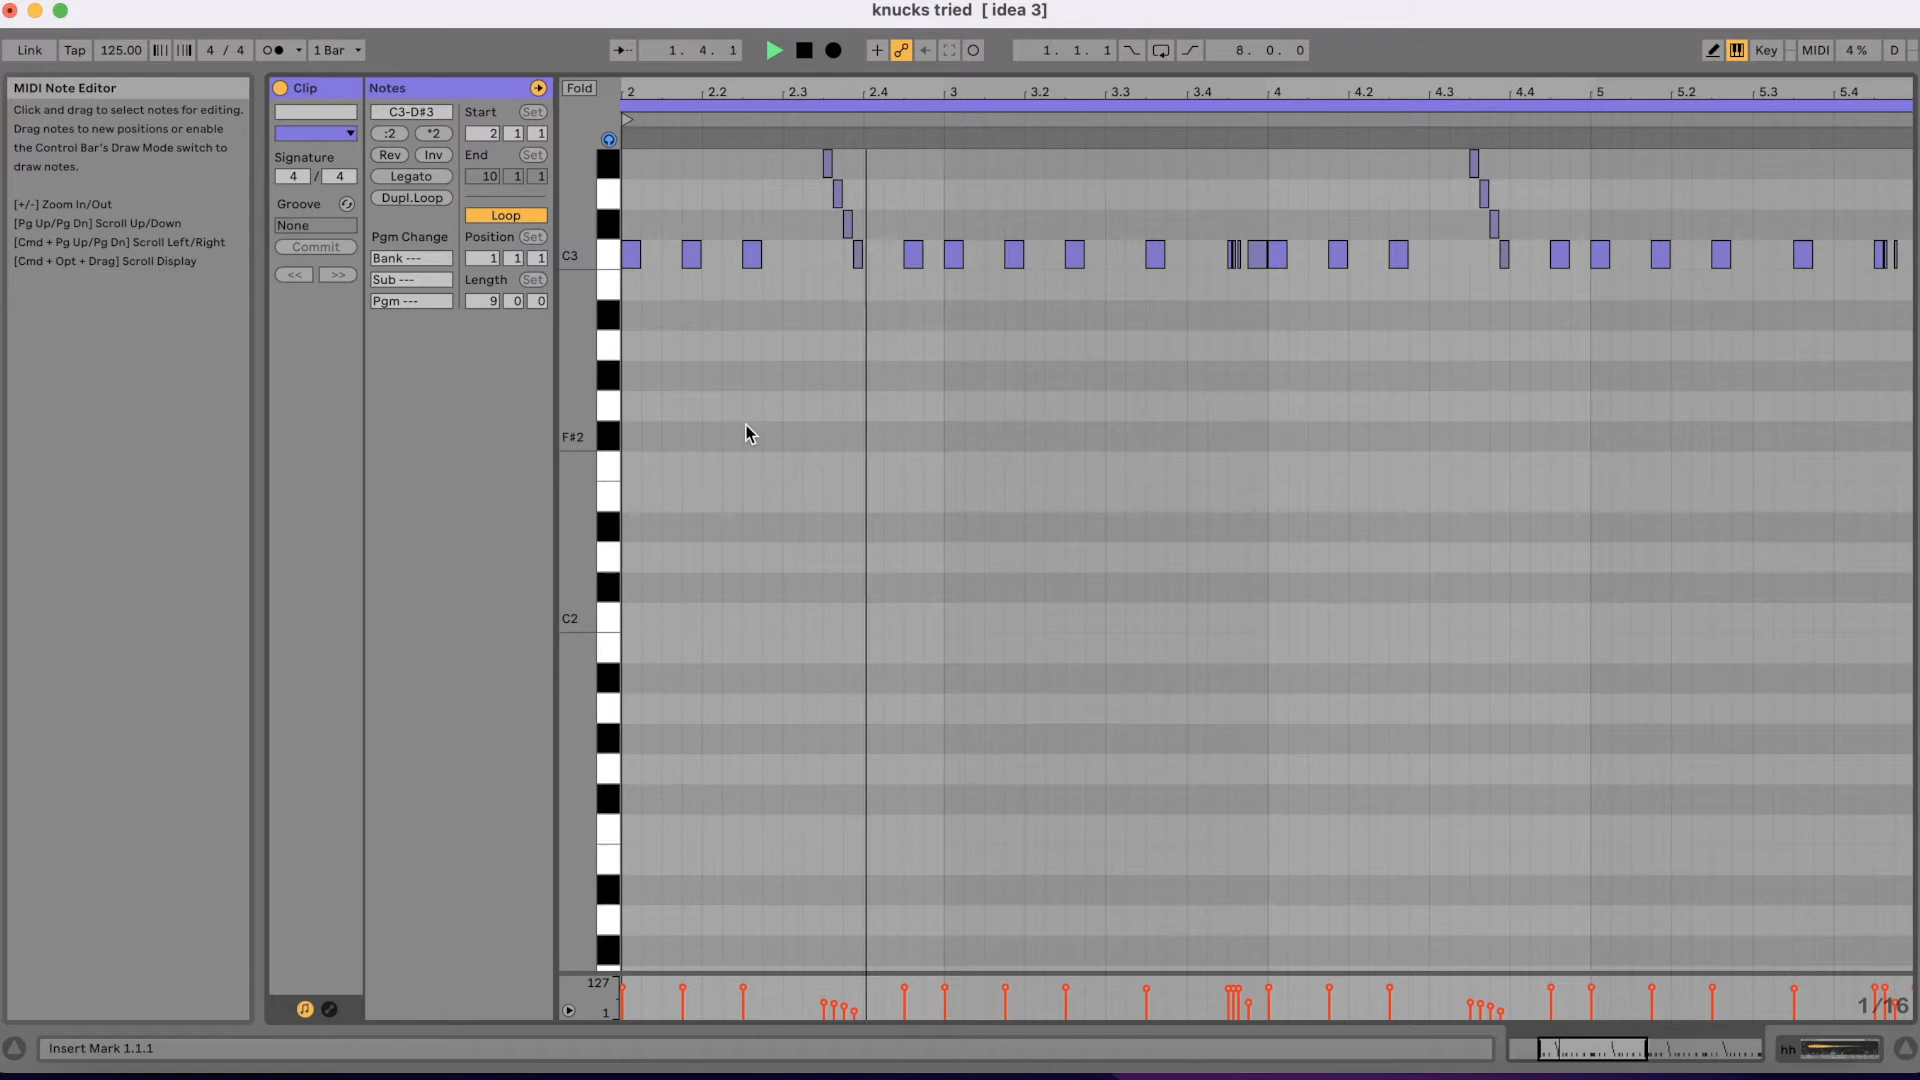 knucks tried [ idea 3]
Link Tap 125.00 4 / 4 1 Bar 1. 4. 1 1. 1. 1 8. 0. 0 Key MIDI 4 % D
MIDI Note Editor
Click and drag to select notes for editing.
Drag notes to new positions or enable
the Control Bar's Draw Mode switch to
draw notes.
[+/-] Zoom In/Out
[Pg Up/Pg Dn] Scroll Up/Down
[Cmd + Pg Up/Pg Dn] Scroll Left/Right
[Cmd + Opt + Drag] Scroll Display
Clip
Signature
4 / 4
Groove
None
Commit
<< >>
Notes
C3-D#3
:2 *2
Rev Inv
Legato
Dupl.Loop
Pgm Change
Bank ---
Sub ---
Pgm ---
Start Set
2 1 1
End Set
10 1 1
Loop
Position Set
1 1 1
Length Set
9 0 0
Fold
2 2.2 2.3 2.4 3 3.2 3.3 3.4 4 4.2 4.3 4.4 5 5.2 5.3 5.4
C3
F#2
C2
127
1
1/16
Insert Mark 1.1.1
hh